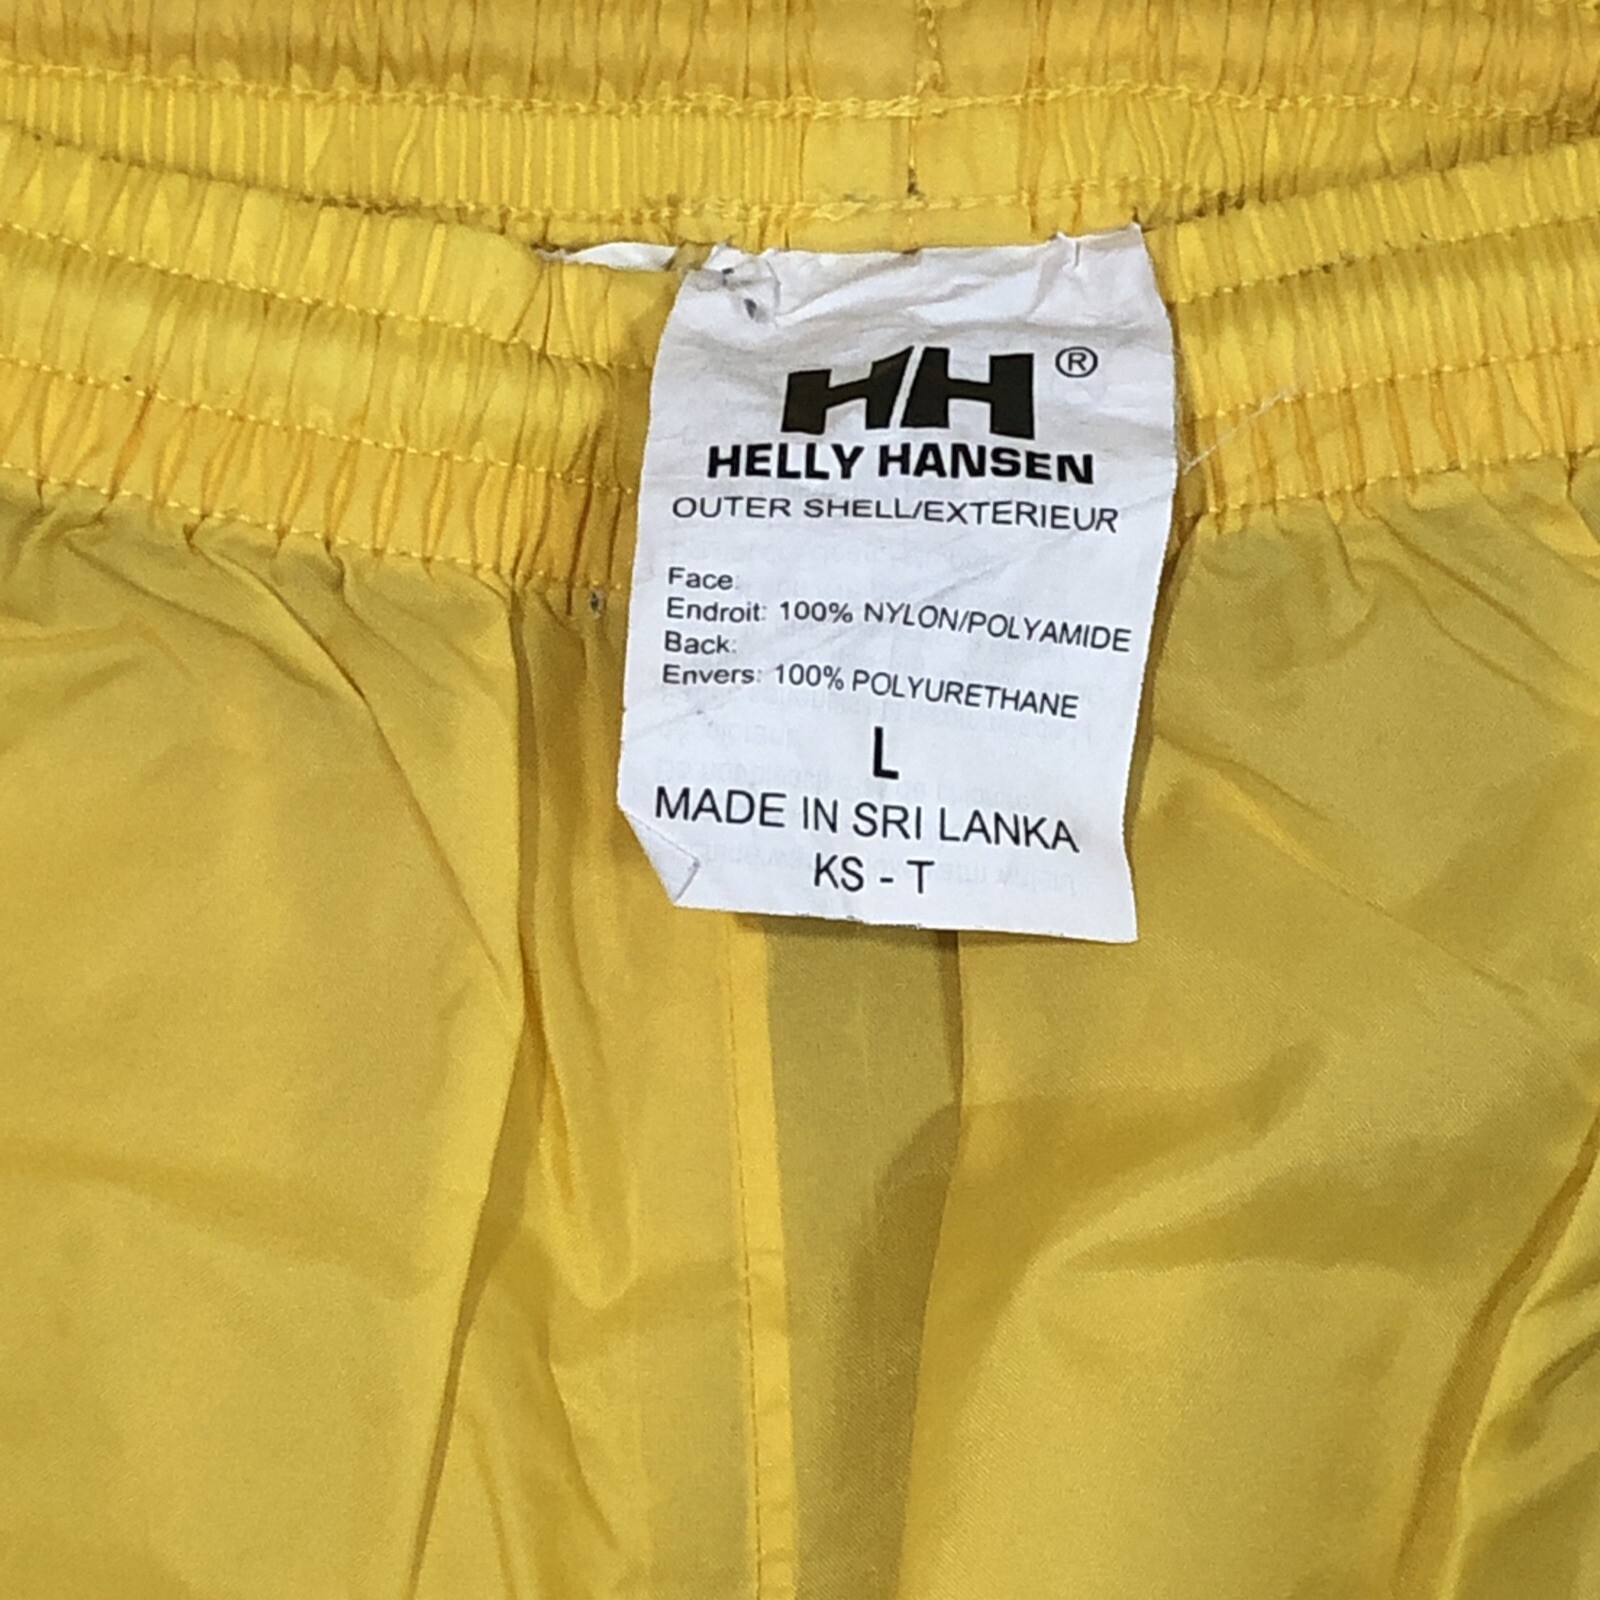 HH®
HELLY HANSEN
OUTER SHELL/EXTERIEUR
Face:
Endroit: 100% NYLON/POLYAMIDE
Back:
Envers: 100% POLYURETHANE
L
MADE IN SRI LANKA
KS - T